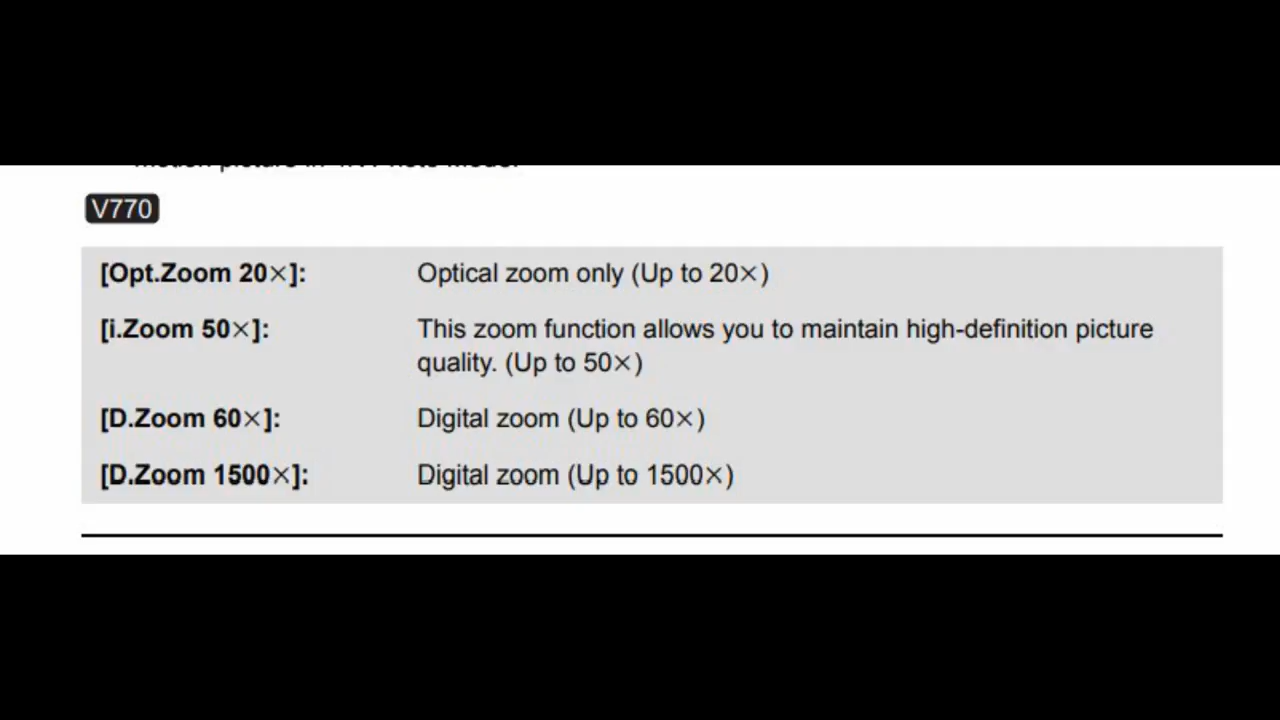 V770
[Opt.Zoom 20×]: Optical zoom only (Up to 20×)
[i.Zoom 50×]: This zoom function allows you to maintain high-definition picture
quality. (Up to 50×)
[D.Zoom 60×]: Digital zoom (Up to 60×)
[D.Zoom 1500×]: Digital zoom (Up to 1500×)